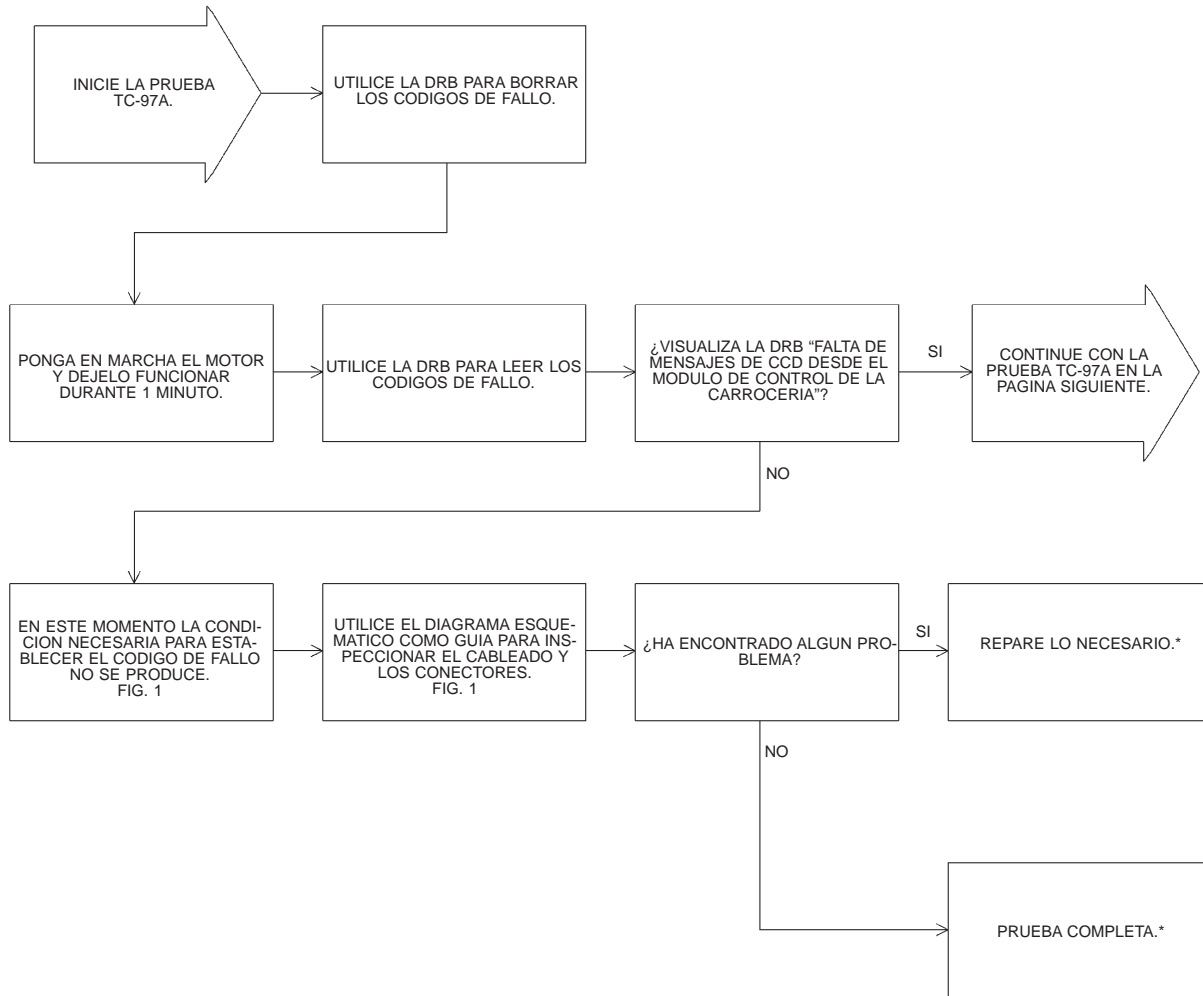 INICIE LA PRUEBA
TC-97A.
UTILICE LA DRB PARA BORRAR
LOS CODIGOS DE FALLO.
PONGA EN MARCHA EL MOTOR
Y DEJELO FUNCIONAR
DURANTE 1 MINUTO.
UTILICE LA DRB PARA LEER LOS
CODIGOS DE FALLO.
¿VISUALIZA LA DRB “FALTA DE
MENSAJES DE CCD DESDE EL
MODULO DE CONTROL DE LA
CARROCERIA”?
SI
CONTINUE CON LA
PRUEBA TC-97A EN LA
PAGINA SIGUIENTE.
NO
EN ESTE MOMENTO LA CONDI-
CION NECESARIA PARA ESTA-
BLECER EL CODIGO DE FALLO
NO SE PRODUCE.
FIG. 1
UTILICE EL DIAGRAMA ESQUE-
MATICO COMO GUIA PARA INS-
PECCIONAR EL CABLEADO Y
LOS CONECTORES.
FIG. 1
¿HA ENCONTRADO ALGUN PRO-
BLEMA?
SI
REPARE LO NECESARIO.*
NO
PRUEBA COMPLETA.*